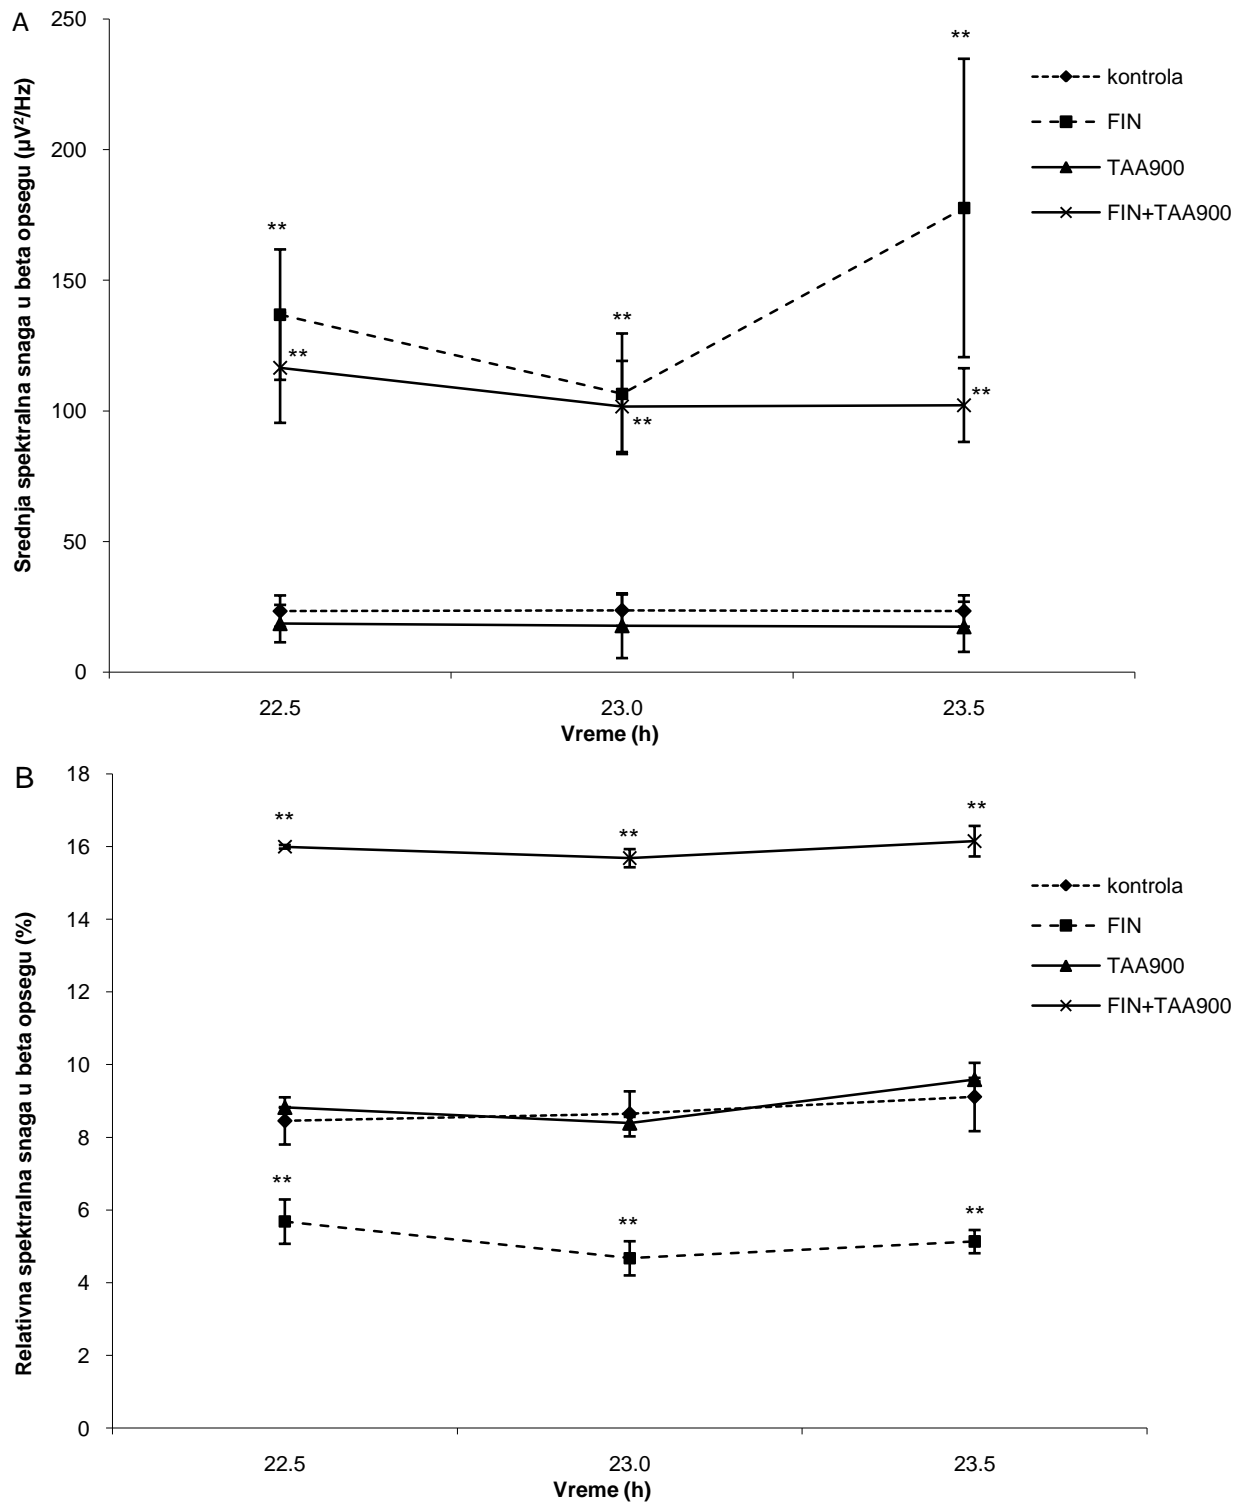 A
250
200
150
100
50
0
Srednja spektralna snaga u beta opsegu (µV²/Hz)
**
**
**
**
**
**
kontrola
FIN
TAA900
FIN+TAA900
22.5 23.0 23.5
Vreme (h)
B
18
16
14
12
10
8
6
4
2
0
Relativna spektralna snaga u beta opsegu (%)
**
**
**
**
**
**
kontrola
FIN
TAA900
FIN+TAA900
22.5 23.0 23.5
Vreme (h)